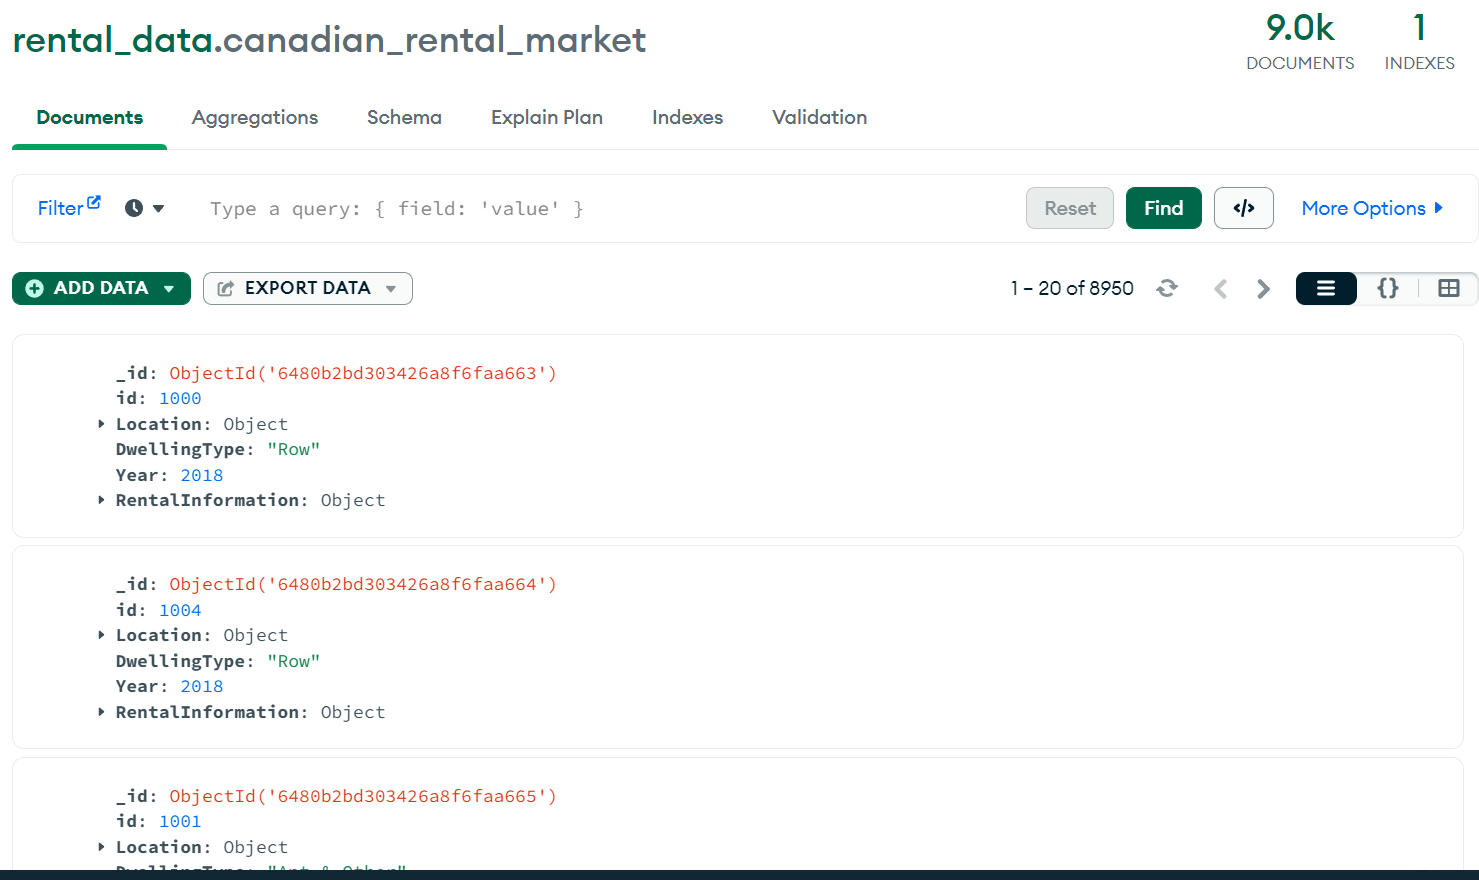 rental_data.canadian_rental_market
9.0k
DOCUMENTS
1
INDEXES
Documents
Aggregations
Schema
Explain Plan
Indexes
Validation
Filter
Type a query: { field: 'value' }
Reset
Find
</>
More Options
ADD DATA
EXPORT DATA
1 – 20 of 8950
{}
_id: ObjectId('6480b2bd303426a8f6faa663')
id: 1000
Location: Object
DwellingType: "Row"
Year: 2018
RentalInformation: Object
_id: ObjectId('6480b2bd303426a8f6faa664')
id: 1004
Location: Object
DwellingType: "Row"
Year: 2018
RentalInformation: Object
_id: ObjectId('6480b2bd303426a8f6faa665')
id: 1001
Location: Object
DwellingType: "Apt & Other"